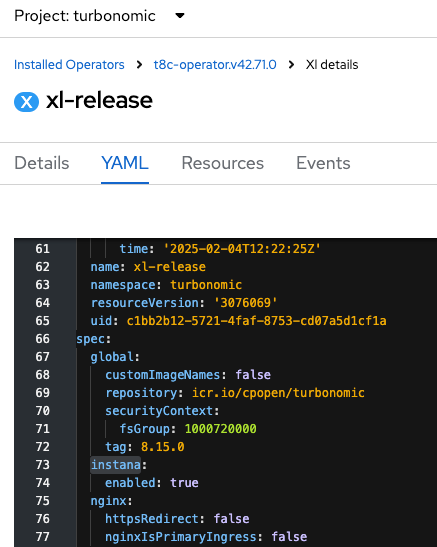 Project: turbonomic
Installed Operators > t8c-operator.v42.71.0 > Xl details
X xl-release
Details YAML Resources Events
61 time: '2025-02-04T12:22:25Z'
62 name: xl-release
63 namespace: turbonomic
64 resourceVersion: '3076069'
65 uid: c1bb2b12-5721-4faf-8753-cd07a5d1cf1a
66 spec:
67 global:
68 customImageNames: false
69 repository: icr.io/cpopen/turbonomic
70 securityContext:
71 fsGroup: 1000720000
72 tag: 8.15.0
73 instana:
74 enabled: true
75 nginx:
76 httpsRedirect: false
77 nginxIsPrimaryIngress: false